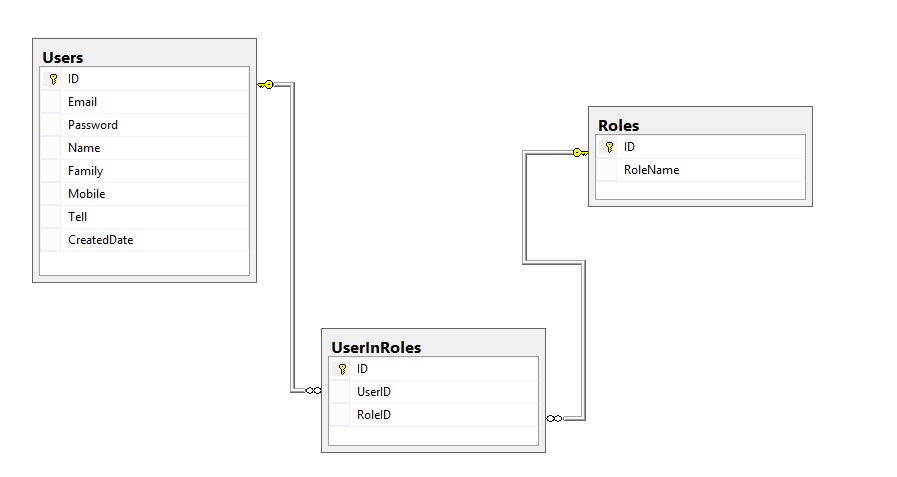 Users
ID
Email
Password
Name
Family
Mobile
Tell
CreatedDate
Roles
ID
RoleName
UserInRoles
ID
UserID
RoleID